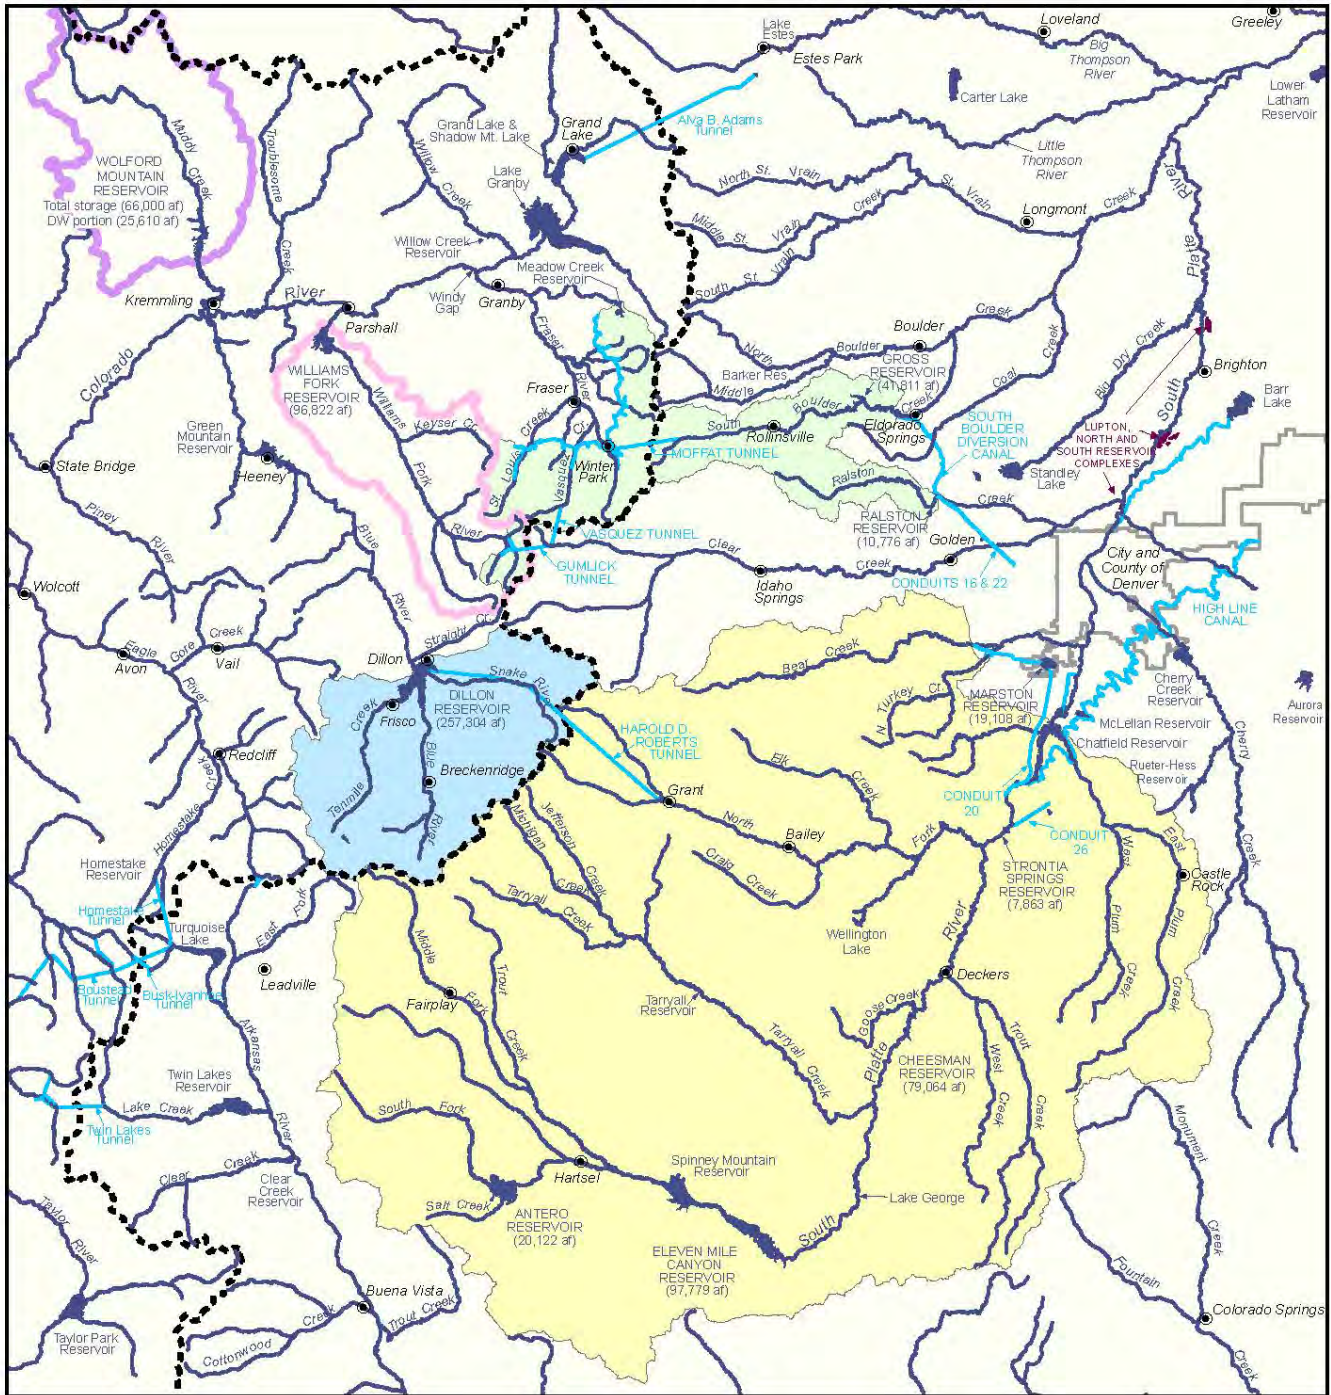 Loveland
Greeley
Lake
Estes
Estes Park
Big
Thompson
River
Carter Lake
Lower
Latham
Reservoir
Alva B. Adams
Tunnel
Grand Lake &
Shadow Mt. Lake
Grand
Lake
Little
Thompson
River
Muddy
Creek
Troublesome
Creek
Willow
Creek
WOLFORD
MOUNTAIN
RESERVOIR
Total storage (66,000 af)
DW portion (25,610 af)
Lake
Granby
North St. Vrain
St. Vrain
Creek
Longmont
Middle St. Vrain Creek
South St. Vrain
River
Platte
South
Willow Creek
Reservoir
Meadow Creek
Reservoir
Windy
Gap
Granby
Kremmling
River
Parshall
Colorado
Fraser
River
Boulder
Creek
North
Boulder
Barker Res
Middle
GROSS
RESERVOIR
(41,811 af)
Coal
Creek
Big Dry Creek
Brighton
Barr
Lake
WILLIAMS
FORK
RESERVOIR
(96,822 af)
Williams
Fork
River
Keyser Cr.
Fraser
Creek
St. Louis
Vasquez
Cr.
Winter
Park
South
Boulder
Creek
Rollinsville
Eldorado
Springs
SOUTH
BOULDER
DIVERSION
CANAL
LUPTON,
NORTH AND
SOUTH RESERVOIR
COMPLEXES
Green
Mountain
Reservoir
Heeney
State Bridge
MOFFAT TUNNEL
Standley
Lake
Ralston
Creek
RALSTON
RESERVOIR
(10,776 af)
Piney
River
Blue
River
VASQUEZ TUNNEL
GUMLICK
TUNNEL
Clear
Creek
Golden
Idaho
Springs
CONDUITS 16 & 22
City and
County of
Denver
HIGH LINE
CANAL
Wolcott
Eagle
River
Avon
Gore
Creek
Vail
Straight Cr.
Dillon
Snake River
DILLON
RESERVOIR
(257,304 af)
Frisco
Tenmile
Creek
Blue
River
Breckenridge
HAROLD D.
ROBERTS
TUNNEL
Bear Creek
N. Turkey Cr.
MARSTON
RESERVOIR
(19,108 af)
Cherry
Creek
Reservoir
Aurora
Reservoir
McLellan Reservoir
Chatfield Reservoir
Rueter-Hess
Reservoir
Cherry
Creek
Redcliff
Homestake
Creek
Grant
Elk
Creek
North
Fork
Bailey
Craig
Creek
CONDUIT
20
CONDUIT
26
STRONTIA
SPRINGS
RESERVOIR
(7,863 af)
West
Plum
Creek
East
Plum
Creek
Castle
Rock
Michigan
Creek
Jefferson
Creek
Tarryall
Creek
Homestake
Reservoir
Homestake
Tunnel
Turquoise
Lake
East
Fork
Leadville
Boustead
Tunnel
Busk-Ivanhoe
Tunnel
Wellington
Lake
River
Deckers
Middle
Fork
Trout
Creek
Fairplay
Tarryall
Reservoir
Tarryall
Creek
Goose Creek
Platte
CHEESMAN
RESERVOIR
(79,064 af)
West
Creek
Trout
Creek
Arkansas
River
Twin Lakes
Reservoir
Lake Creek
Twin Lakes
Tunnel
South Fork
Monument
Creek
Clear Creek
Clear
Creek
Reservoir
Salt Creek
Hartsel
ANTERO
RESERVOIR
(20,122 af)
Spinney Mountain
Reservoir
Lake George
South
ELEVEN MILE
CANYON
RESERVOIR
(97,779 af)
Taylor
River
Taylor Park
Reservoir
Buena Vista
Trout Creek
Cottonwood
Creek
Fountain
Creek
Colorado Springs